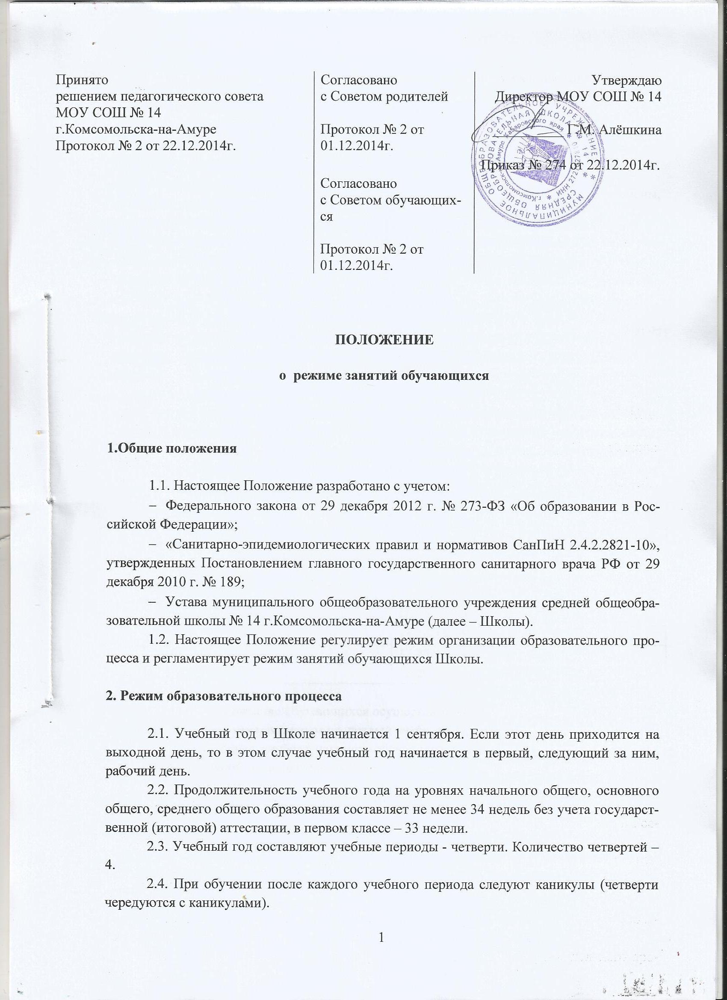 Принято
решением педагогического совета
МОУ СОШ № 14
г.Комсомольска-на-Амуре
Протокол № 2 от 22.12.2014г.
Согласовано
с Советом родителей
Протокол № 2 от
01.12.2014г.
Согласовано
с Советом обучающих-
ся
Протокол № 2 от
01.12.2014г.
Утверждаю
Директор МОУ СОШ № 14
Г.М. Алёшкина
Приказ № 274 от 22.12.2014г.
МУНИЦИПАЛЬНОЕ ОБЩЕОБРАЗОВАТЕЛЬНОЕ УЧРЕЖДЕНИЕ *
СРЕДНЯЯ ОБЩЕОБРАЗОВАТЕЛЬНАЯ ШКОЛА № 14 *
г.Комсомольск-на-Амуре Хабаровского края *
ИНН
ПОЛОЖЕНИЕ
о режиме занятий обучающихся
1.Общие положения
1.1. Настоящее Положение разработано с учетом:
– Федерального закона от 29 декабря 2012 г. № 273-ФЗ «Об образовании в Рос-
сийской Федерации»;
– «Санитарно-эпидемиологических правил и нормативов СанПиН 2.4.2.2821-10»,
утвержденных Постановлением главного государственного санитарного врача РФ от 29
декабря 2010 г. № 189;
– Устава муниципального общеобразовательного учреждения средней общеобра-
зовательной школы № 14 г.Комсомольска-на-Амуре (далее – Школы).
1.2. Настоящее Положение регулирует режим организации образовательного про-
цесса и регламентирует режим занятий обучающихся Школы.
2. Режим образовательного процесса
2.1. Учебный год в Школе начинается 1 сентября. Если этот день приходится на
выходной день, то в этом случае учебный год начинается в первый, следующий за ним,
рабочий день.
2.2. Продолжительность учебного года на уровнях начального общего, основного
общего, среднего общего образования составляет не менее 34 недель без учета государст-
венной (итоговой) аттестации, в первом классе – 33 недели.
2.3. Учебный год составляют учебные периоды - четверти. Количество четвертей –
4.
2.4. При обучении после каждого учебного периода следуют каникулы (четверти
чередуются с каникулами).
1